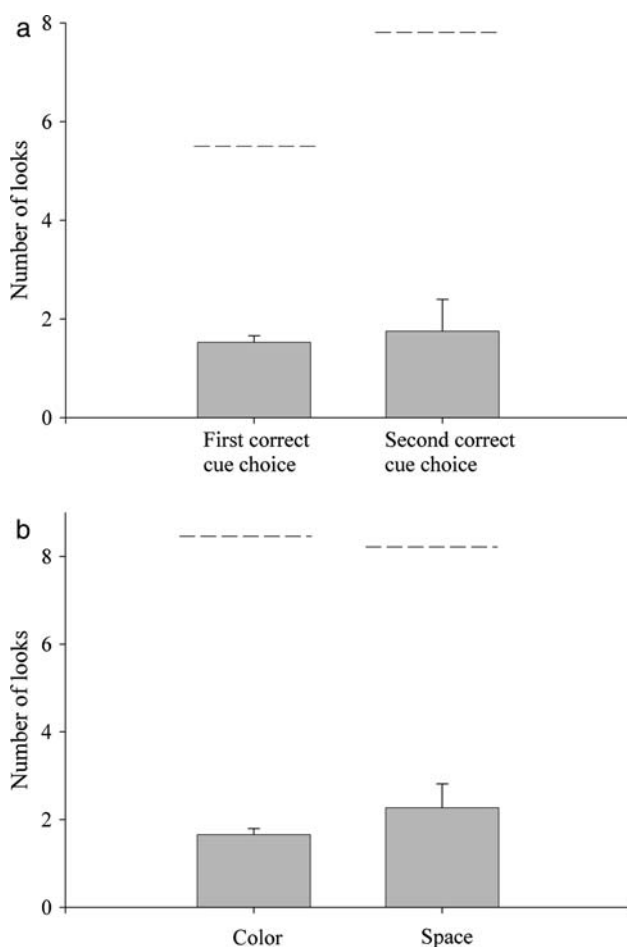 a
8
6
4
2
0
Number of looks
First correct
cue choice
Second correct
cue choice
b
8
6
4
2
0
Number of looks
Color
Space